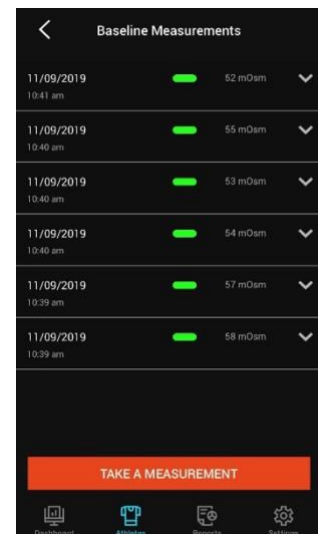 Baseline Measurements
11/09/2019 52 mOsm
10:41 am
11/09/2019 55 mOsm
10:40 am
11/09/2019 53 mOsm
10:40 am
11/09/2019 54 mOsm
10:40 am
11/09/2019 57 mOsm
10:39 am
11/09/2019 58 mOsm
10:39 am
TAKE A MEASUREMENT
Dashboard Athletes Reports Settings